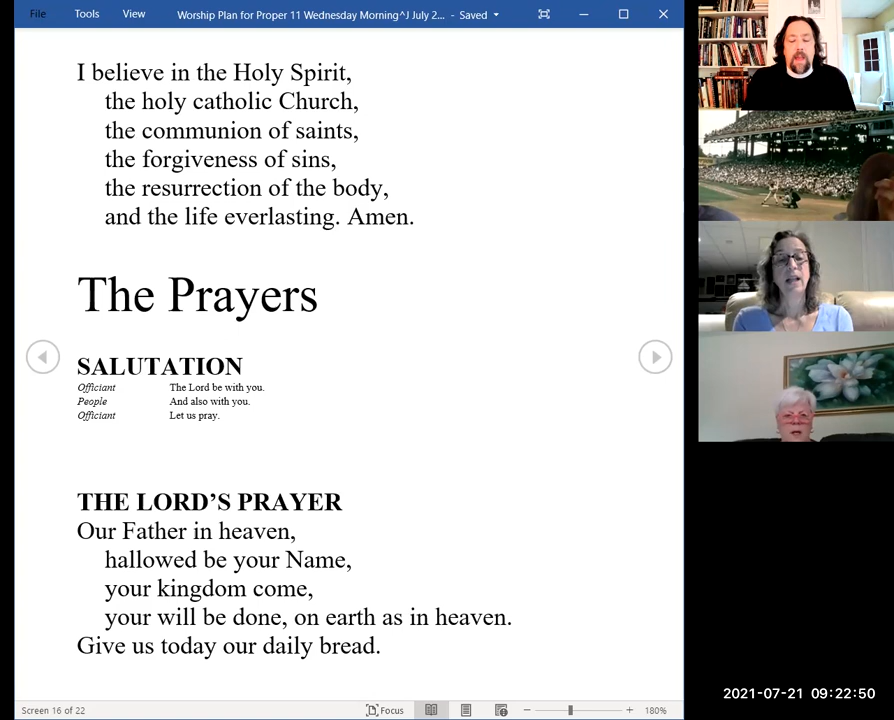 File Tools View Worship Plan for Proper 11 Wednesday Morning^J July 2... - Saved
I believe in the Holy Spirit,
the holy catholic Church,
the communion of saints,
the forgiveness of sins,
the resurrection of the body,
and the life everlasting. Amen.
The Prayers
SALUTATION
Officiant The Lord be with you.
People And also with you.
Officiant Let us pray.
THE LORD’S PRAYER
Our Father in heaven,
hallowed be your Name,
your kingdom come,
your will be done, on earth as in heaven.
Give us today our daily bread.
2021-07-21 09:22:50
Screen 16 of 22 Focus 180%